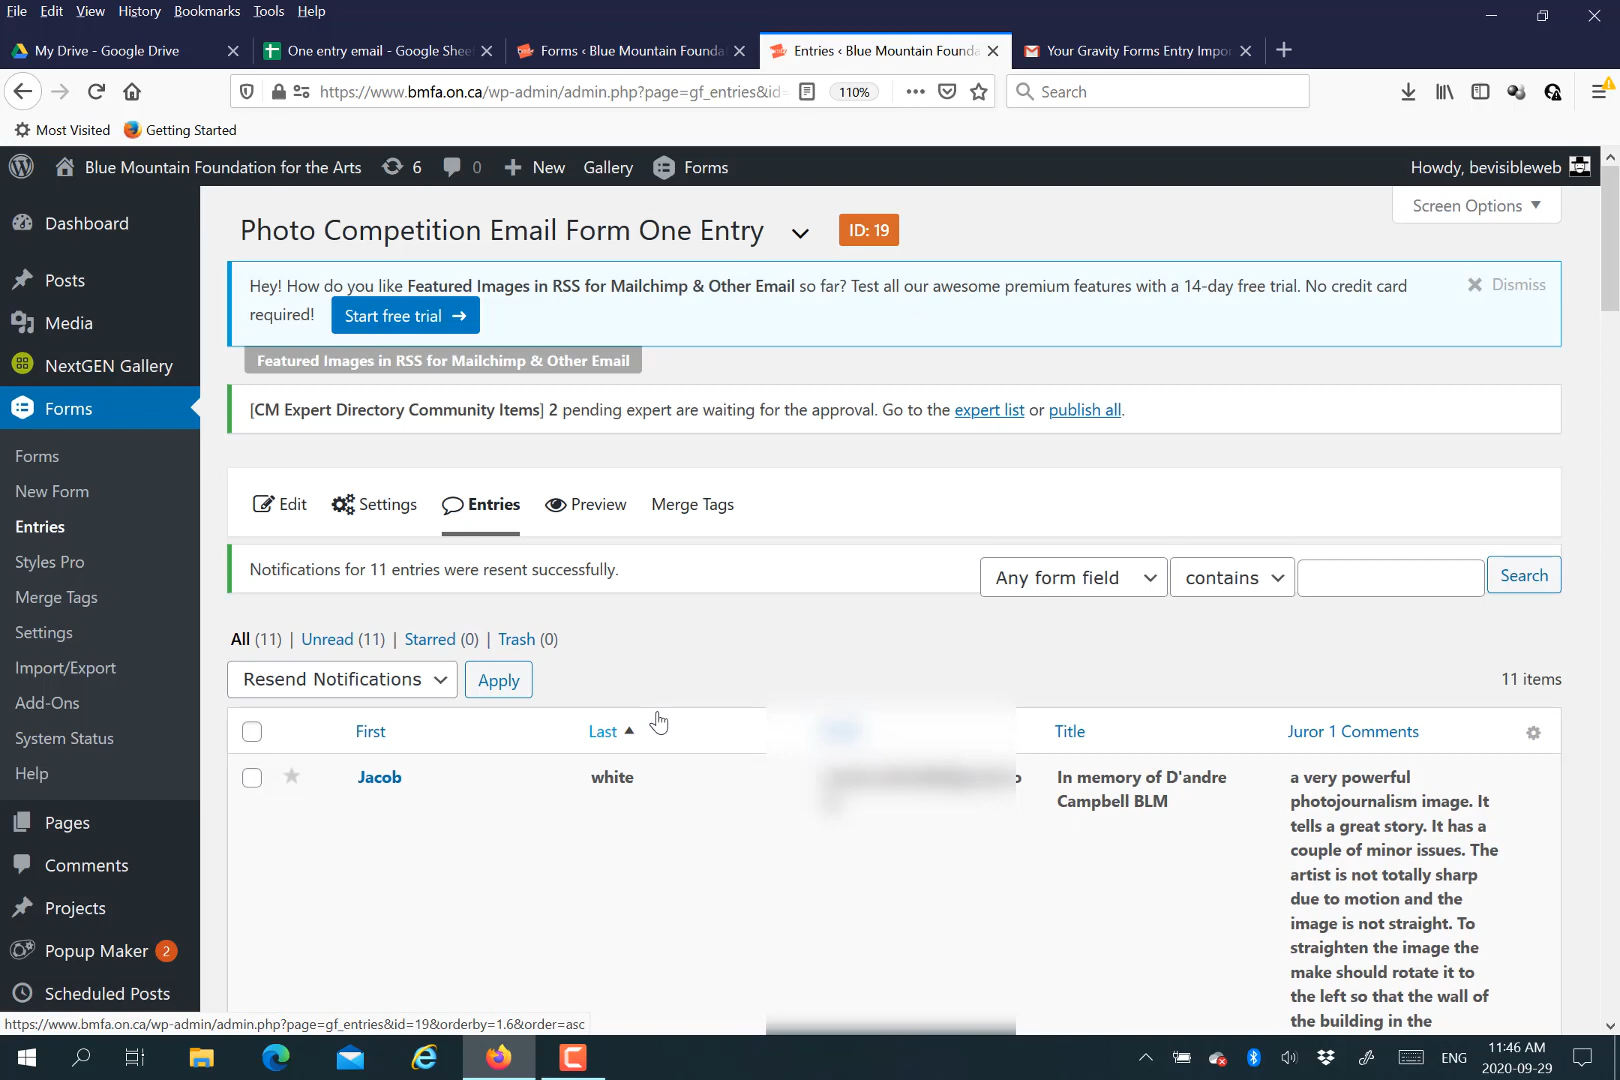 File Edit View History Bookmarks Tools Help
My Drive - Google Drive
One entry email - Google Shee
Forms ‹ Blue Mountain Founda
Entries ‹ Blue Mountain Founda
Your Gravity Forms Entry Impor
https://www.bmfa.on.ca/wp-admin/admin.php?page=gf_entries&id=
110%
Search
Most Visited Getting Started
Blue Mountain Foundation for the Arts 6 0 New Gallery Forms Howdy, bevisibleweb
Dashboard
Posts
Media
NextGEN Gallery
Forms
Forms
New Form
Entries
Styles Pro
Merge Tags
Settings
Import/Export
Add-Ons
System Status
Help
Pages
Comments
Projects
Popup Maker 2
Scheduled Posts
Screen Options
Photo Competition Email Form One Entry ID: 19
Hey! How do you like Featured Images in RSS for Mailchimp & Other Email so far? Test all our awesome premium features with a 14-day free trial. No credit card
required! Start free trial →
Dismiss
Featured Images in RSS for Mailchimp & Other Email
[CM Expert Directory Community Items] 2 pending expert are waiting for the approval. Go to the expert list or publish all.
Edit Settings Entries Preview Merge Tags
Notifications for 11 entries were resent successfully.
Any form field contains Search
All (11) | Unread (11) | Starred (0) | Trash (0)
Resend Notifications Apply 11 items
First Last Title Juror 1 Comments
Jacob white
In memory of D'andre
Campbell BLM
a very powerful
photojournalism image. It
tells a great story. It has a
couple of minor issues. The
artist is not totally sharp
due to motion and the
image is not straight. To
straighten the image the
make should rotate it to
the left so that the wall of
the building in the
https://www.bmfa.on.ca/wp-admin/admin.php?page=gf_entries&id=19&orderby=1.6&order=asc
ENG
11:46 AM
2020-09-29